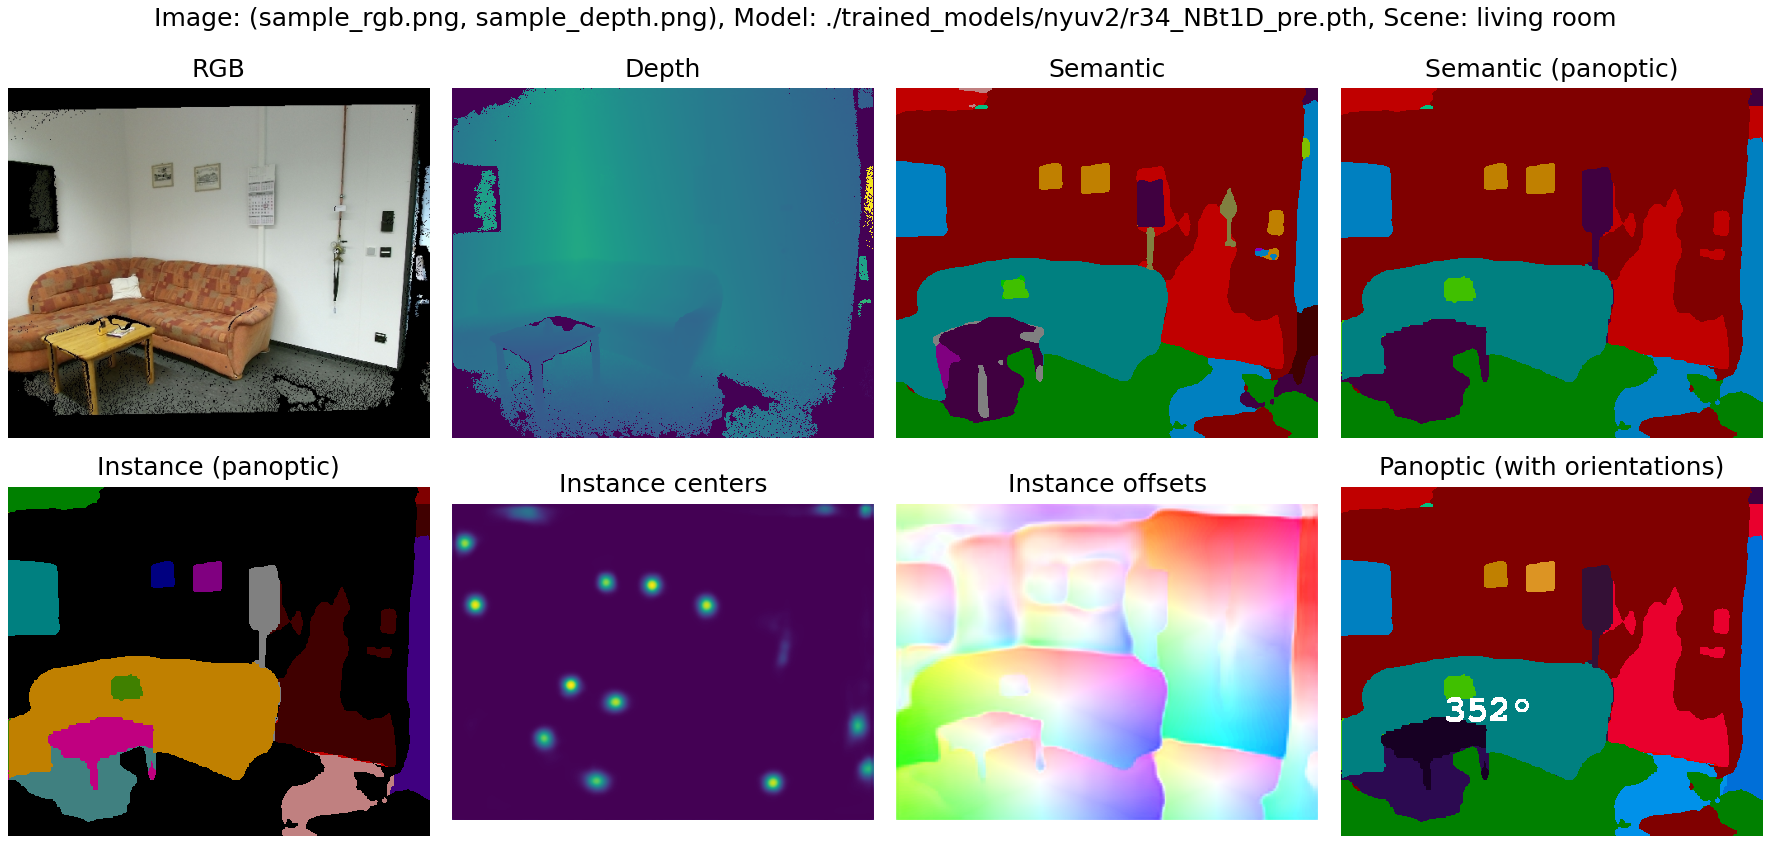 Image: (sample_rgb.png, sample_depth.png), Model: ./trained_models/nyuv2/r34_NBt1D_pre.pth, Scene: living room
RGB
Depth
Semantic
Semantic (panoptic)
Instance (panoptic)
Instance centers
Instance offsets
Panoptic (with orientations)
352°